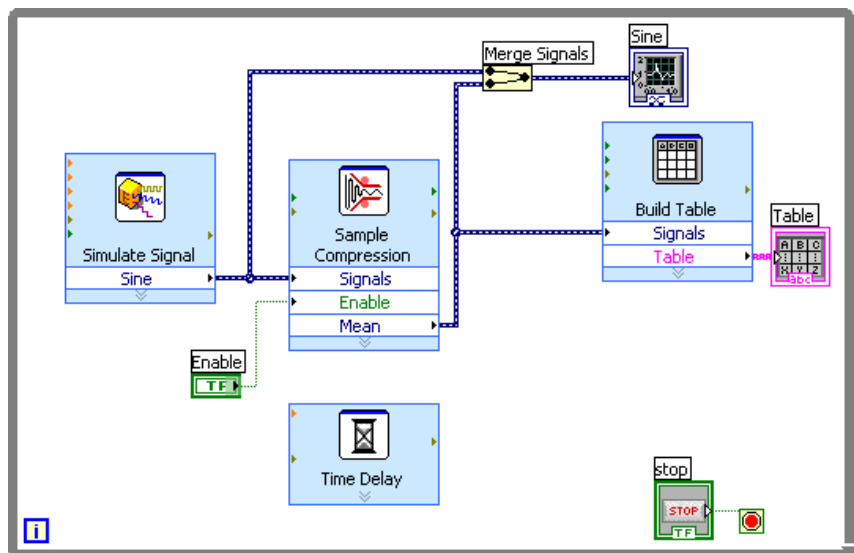 Sine
Merge Signals
Simulate Signal
Sine
Sample
Compression
Signals
Enable
Mean
Build Table
Signals
Table
Table
A B C
X Y Z
abc
Enable
TF
Time Delay
stop
STOP
TF
i